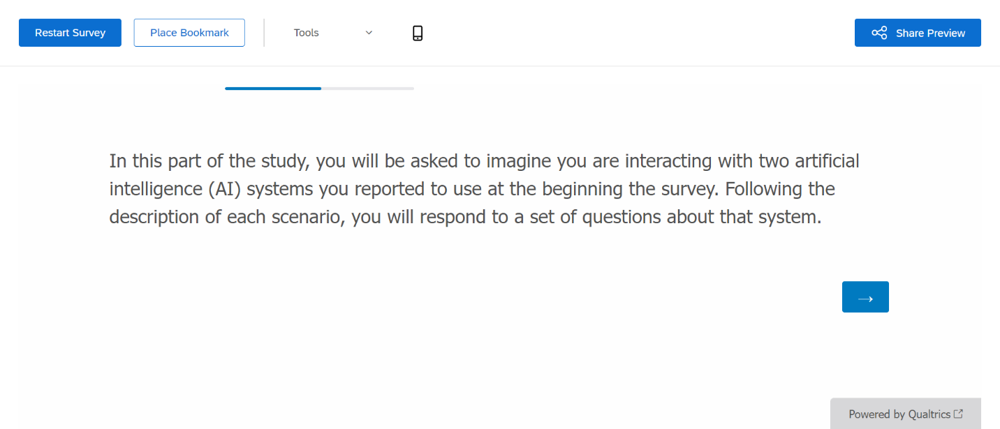 Restart Survey
Place Bookmark
Tools
Share Preview
In this part of the study, you will be asked to imagine you are interacting with two artificial
intelligence (AI) systems you reported to use at the beginning the survey. Following the
description of each scenario, you will respond to a set of questions about that system.
→
Powered by Qualtrics